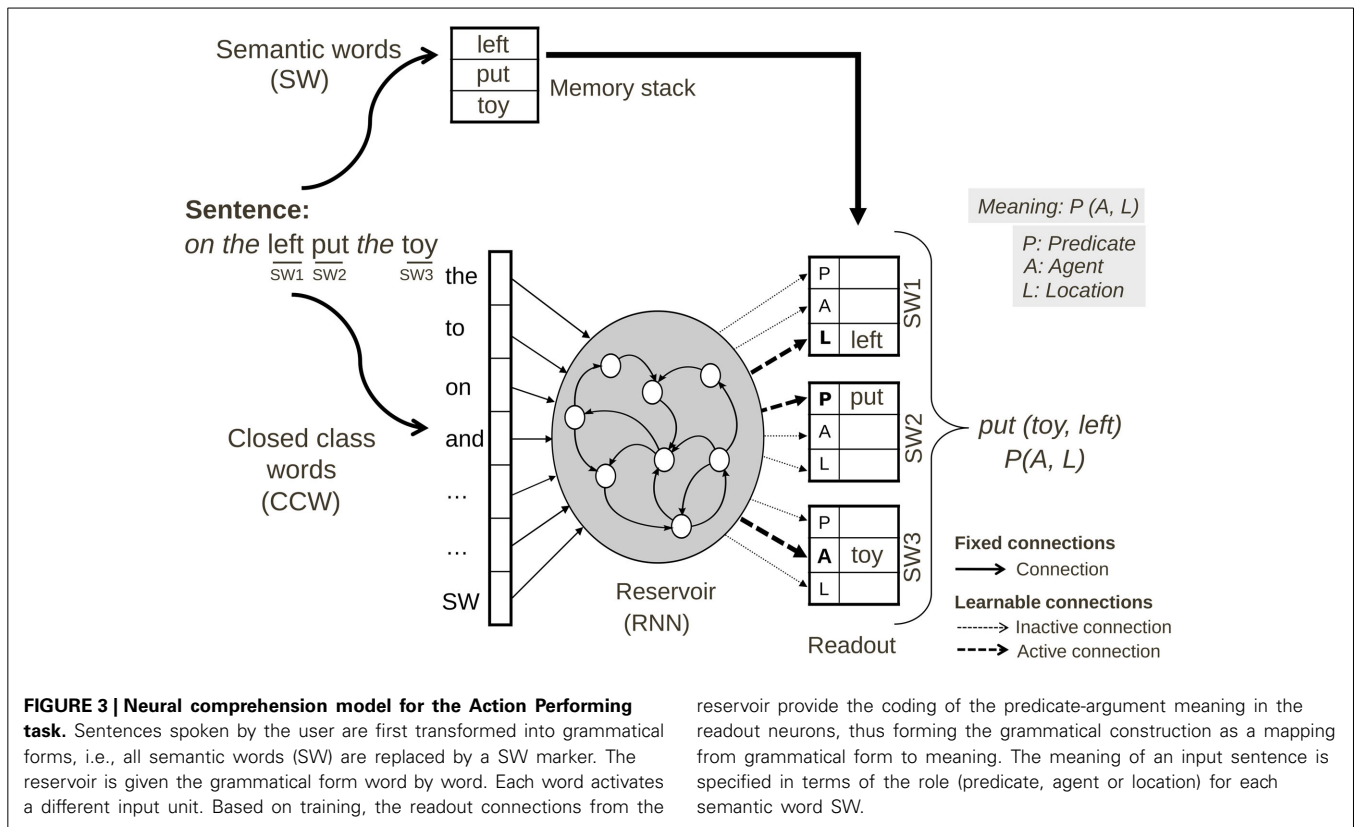 Semantic words
(SW)
left
put
toy
Memory stack
Sentence:
on the left put the toy
SW1 SW2 SW3
Closed class
words
(CCW)
the
to
on
and
...
...
SW
Reservoir
(RNN)
P
A
L left
SW1
P put
A
L
SW2
P
A toy
L
SW3
Readout
Meaning: P (A, L)
P: Predicate
A: Agent
L: Location
put (toy, left)
P(A, L)
Fixed connections
Connection
Learnable connections
Inactive connection
Active connection
FIGURE 3 | Neural comprehension model for the Action Performing
task. Sentences spoken by the user are first transformed into grammatical
forms, i.e., all semantic words (SW) are replaced by a SW marker. The
reservoir is given the grammatical form word by word. Each word activates
a different input unit. Based on training, the readout connections from the
reservoir provide the coding of the predicate-argument meaning in the
readout neurons, thus forming the grammatical construction as a mapping
from grammatical form to meaning. The meaning of an input sentence is
specified in terms of the role (predicate, agent or location) for each
semantic word SW.